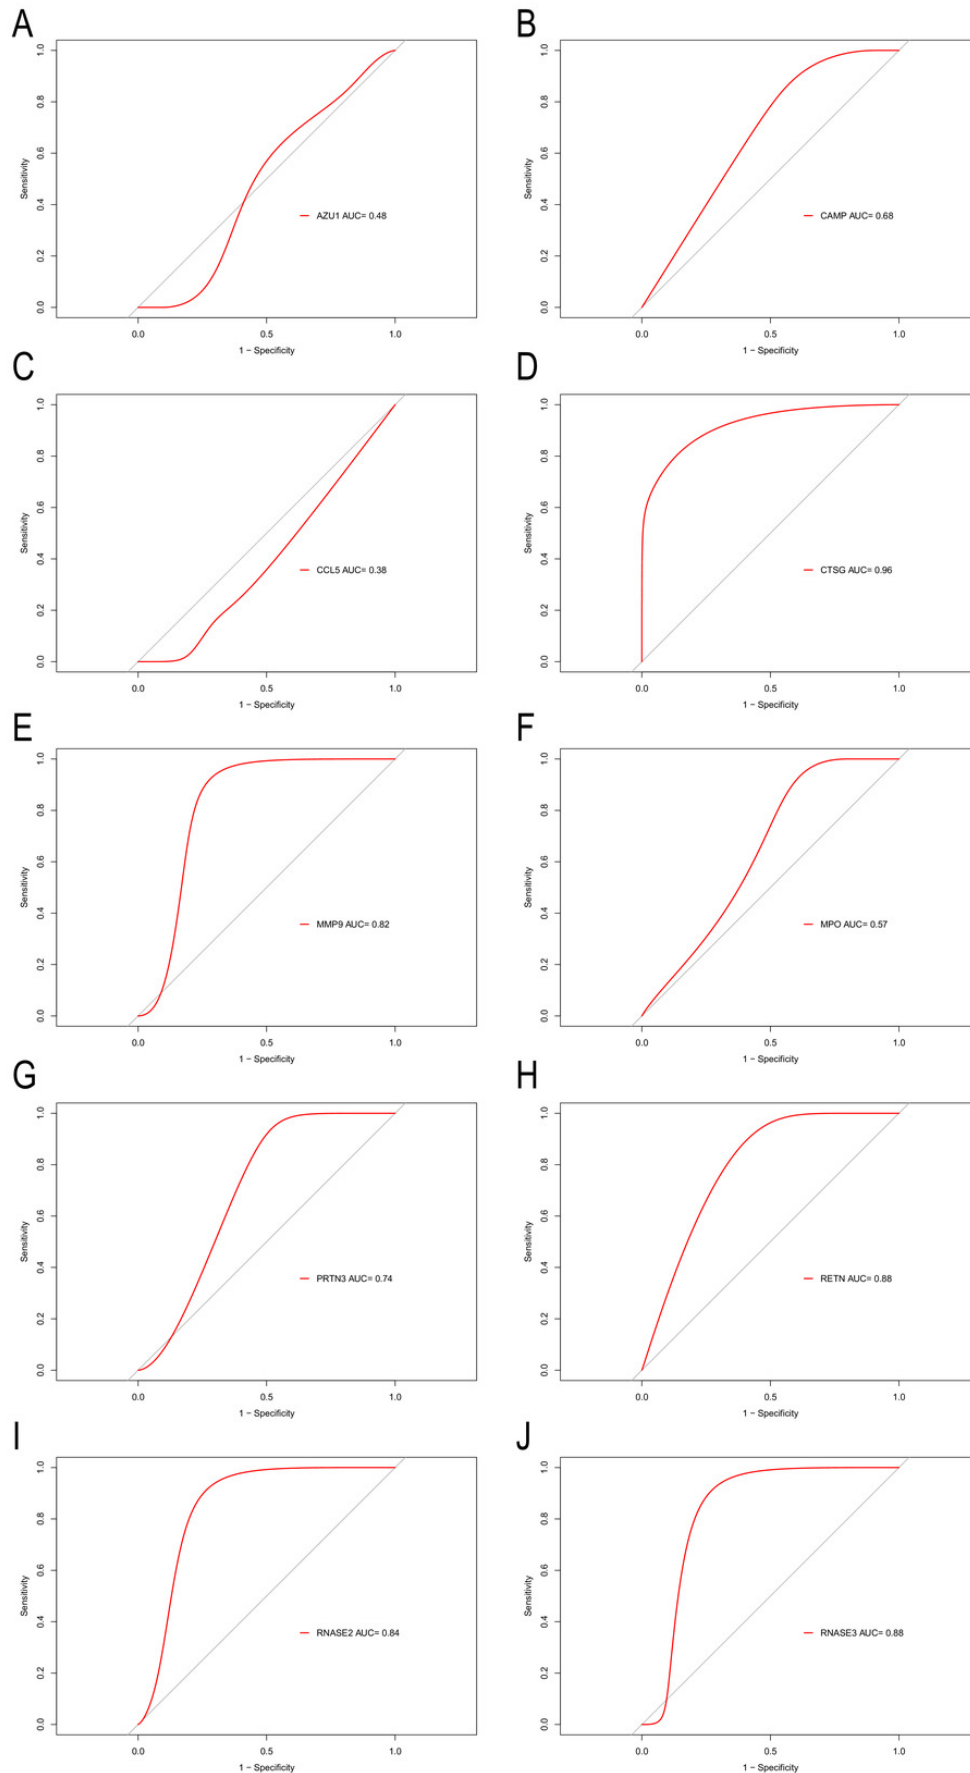 A
1.0
0.8
0.6
0.4
0.2
0.0
Sensitivity
AZU1 AUC= 0.48
0.0 0.5 1.0
1 − Specificity
B
1.0
0.8
0.6
0.4
0.2
0.0
Sensitivity
CAMP AUC= 0.68
0.0 0.5 1.0
1 − Specificity
C
1.0
0.8
0.6
0.4
0.2
0.0
Sensitivity
CCL5 AUC= 0.38
0.0 0.5 1.0
1 − Specificity
D
1.0
0.8
0.6
0.4
0.2
0.0
Sensitivity
CTSG AUC= 0.96
0.0 0.5 1.0
1 − Specificity
E
1.0
0.8
0.6
0.4
0.2
0.0
Sensitivity
MMP9 AUC= 0.82
0.0 0.5 1.0
1 − Specificity
F
1.0
0.8
0.6
0.4
0.2
0.0
Sensitivity
MPO AUC= 0.57
0.0 0.5 1.0
1 − Specificity
G
1.0
0.8
0.6
0.4
0.2
0.0
Sensitivity
PRTN3 AUC= 0.74
0.0 0.5 1.0
1 − Specificity
H
1.0
0.8
0.6
0.4
0.2
0.0
Sensitivity
RETN AUC= 0.88
0.0 0.5 1.0
1 − Specificity
I
1.0
0.8
0.6
0.4
0.2
0.0
Sensitivity
RNASE2 AUC= 0.84
0.0 0.5 1.0
1 − Specificity
J
1.0
0.8
0.6
0.4
0.2
0.0
Sensitivity
RNASE3 AUC= 0.88
0.0 0.5 1.0
1 − Specificity